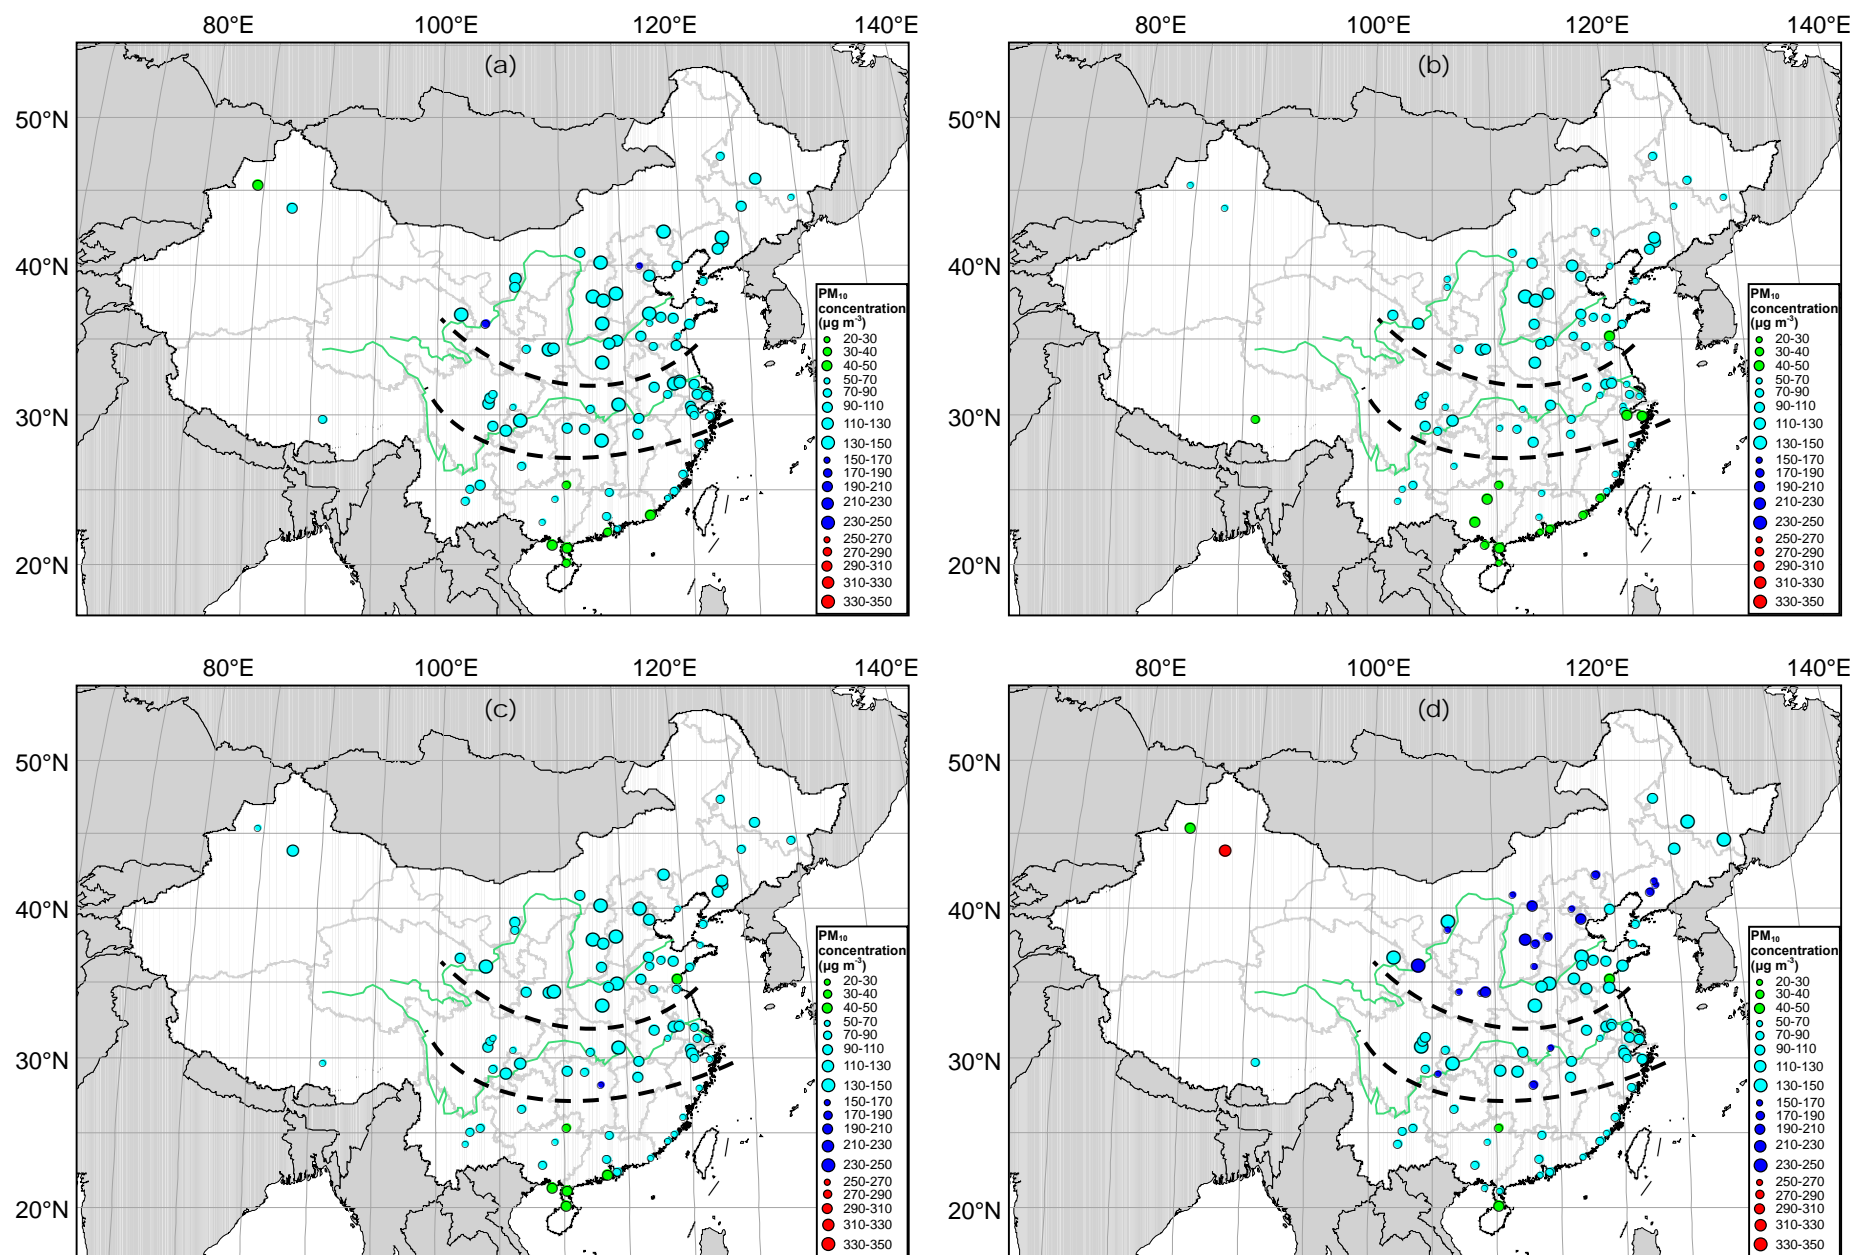 80°E 100°E 120°E 140°E
(a)
50°N
40°N
30°N
20°N
PM₁₀
concentration
(µg m⁻³)
20-30
30-40
40-50
50-70
70-90
90-110
110-130
130-150
150-170
170-190
190-210
210-230
230-250
250-270
270-290
290-310
310-330
330-350
80°E 100°E 120°E 140°E
(b)
50°N
40°N
30°N
20°N
PM₁₀
concentration
(µg m⁻³)
20-30
30-40
40-50
50-70
70-90
90-110
110-130
130-150
150-170
170-190
190-210
210-230
230-250
250-270
270-290
290-310
310-330
330-350
80°E 100°E 120°E 140°E
(c)
50°N
40°N
30°N
20°N
PM₁₀
concentration
(µg m⁻³)
20-30
30-40
40-50
50-70
70-90
90-110
110-130
130-150
150-170
170-190
190-210
210-230
230-250
250-270
270-290
290-310
310-330
330-350
80°E 100°E 120°E 140°E
(d)
50°N
40°N
30°N
20°N
PM₁₀
concentration
(µg m⁻³)
20-30
30-40
40-50
50-70
70-90
90-110
110-130
130-150
150-170
170-190
190-210
210-230
230-250
250-270
270-290
290-310
310-330
330-350